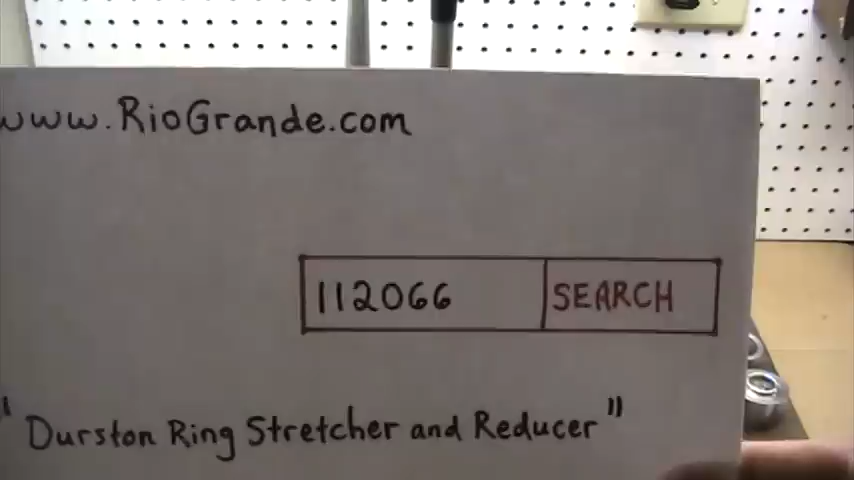 www.RioGrande.com
112066 SEARCH
"Durston Ring Stretcher and Reducer"